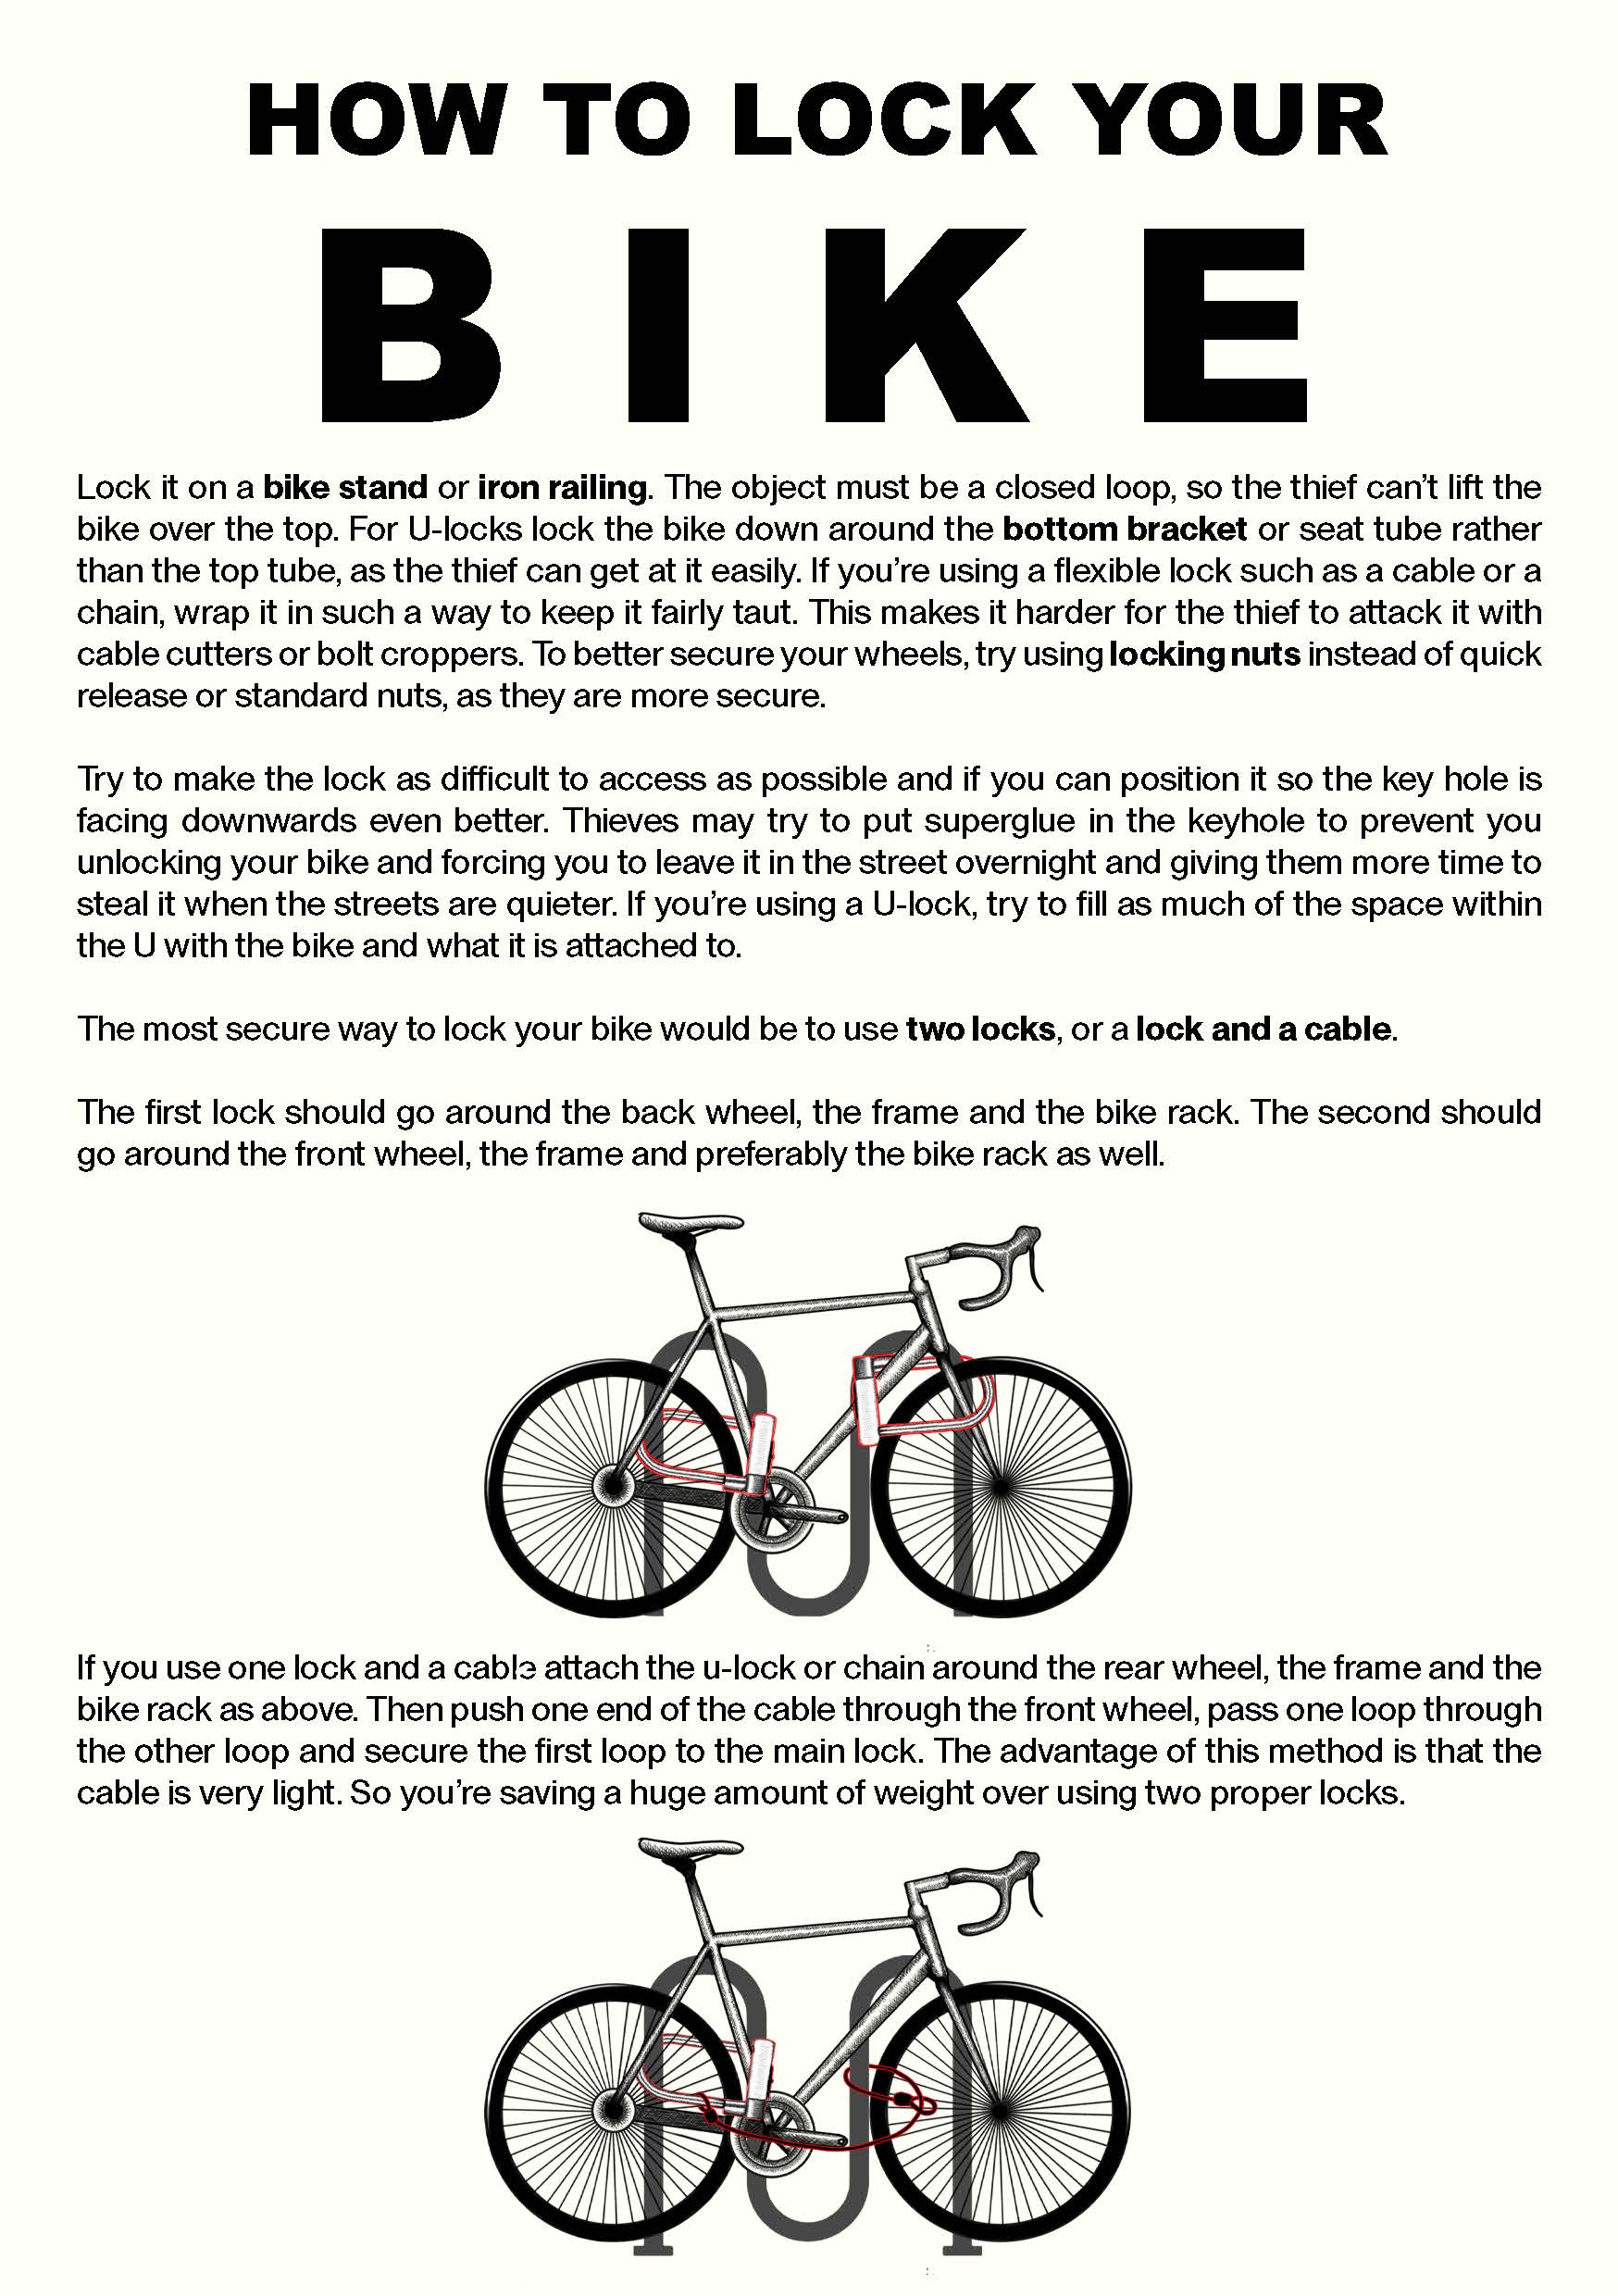 HOW TO LOCK YOUR
BIKE
Lock it on a bike stand or iron railing. The object must be a closed loop, so the thief can’t lift the
bike over the top. For U-locks lock the bike down around the bottom bracket or seat tube rather
than the top tube, as the thief can get at it easily. If you’re using a flexible lock such as a cable or a
chain, wrap it in such a way to keep it fairly taut. This makes it harder for the thief to attack it with
cable cutters or bolt croppers. To better secure your wheels, try using locking nuts instead of quick
release or standard nuts, as they are more secure.
Try to make the lock as difficult to access as possible and if you can position it so the key hole is
facing downwards even better. Thieves may try to put superglue in the keyhole to prevent you
unlocking your bike and forcing you to leave it in the street overnight and giving them more time to
steal it when the streets are quieter. If you’re using a U-lock, try to fill as much of the space within
the U with the bike and what it is attached to.
The most secure way to lock your bike would be to use two locks, or a lock and a cable.
The first lock should go around the back wheel, the frame and the bike rack. The second should
go around the front wheel, the frame and preferably the bike rack as well.
If you use one lock and a cable attach the u-lock or chain around the rear wheel, the frame and the
bike rack as above. Then push one end of the cable through the front wheel, pass one loop through
the other loop and secure the first loop to the main lock. The advantage of this method is that the
cable is very light. So you’re saving a huge amount of weight over using two proper locks.